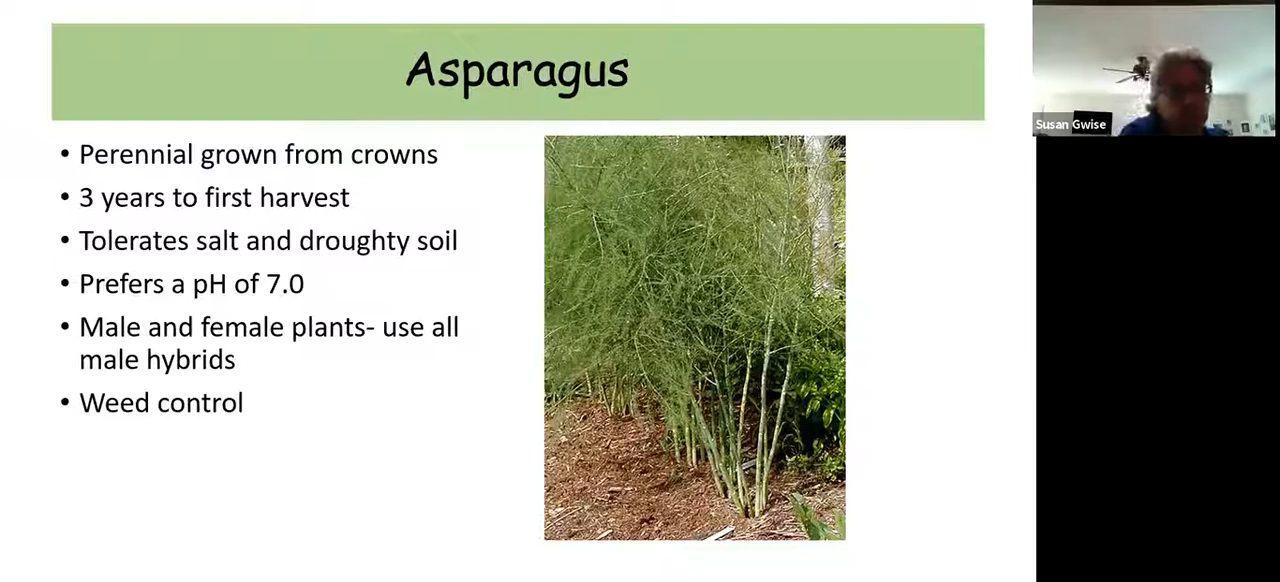 Asparagus
• Perennial grown from crowns
• 3 years to first harvest
• Tolerates salt and droughty soil
• Prefers a pH of 7.0
• Male and female plants- use all
male hybrids
• Weed control
Susan Gwise